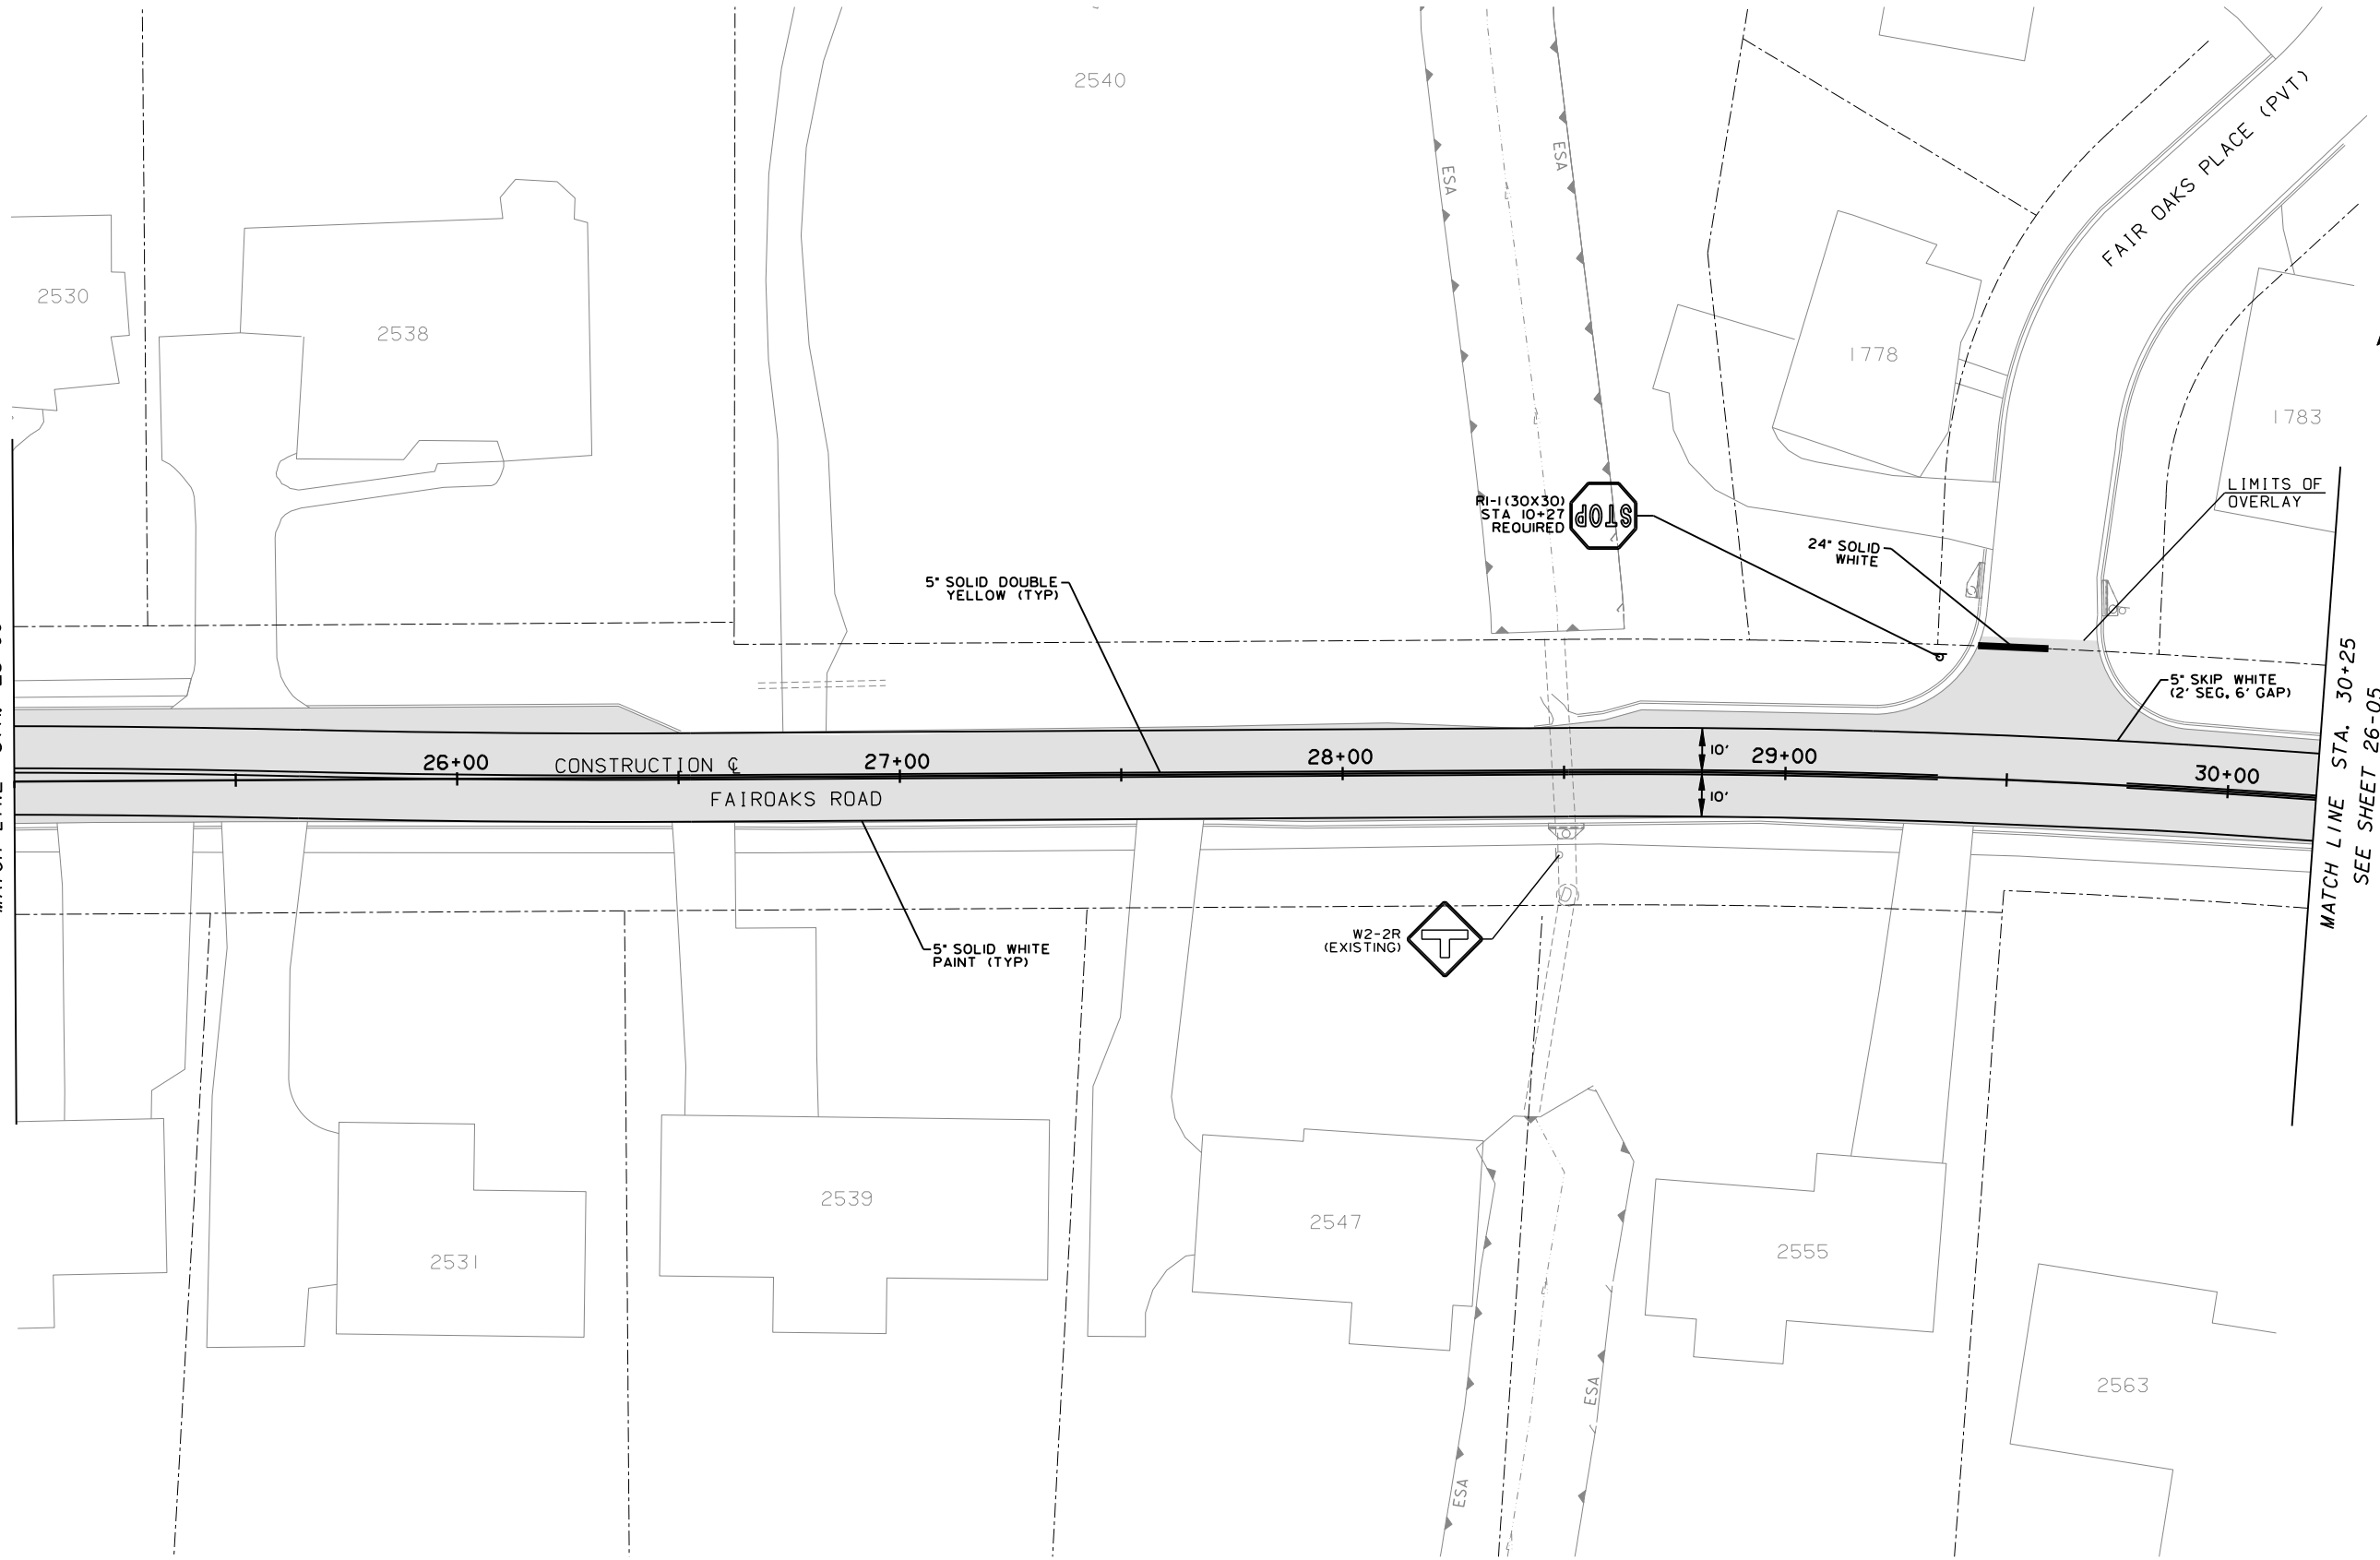 2540
FAIR OAKS PLACE (PVT)
ESA
ESA
2530
2538
1778
1783
R1-1 (30X30)
STA 10+27
REQUIRED
STOP
LIMITS OF
OVERLAY
24" SOLID
WHITE
5" SOLID DOUBLE
YELLOW (TYP)
5" SKIP WHITE
(2' SEG, 6' GAP)
26+00
CONSTRUCTION ℄
27+00
28+00
10'
29+00
30+00
FAIROAKS ROAD
10'
MATCH LINE STA. 30+25
SEE SHEET 26-05
D
W2-2R
(EXISTING)
5" SOLID WHITE
PAINT (TYP)
2539
2547
2531
2555
2563
ESA
ESA